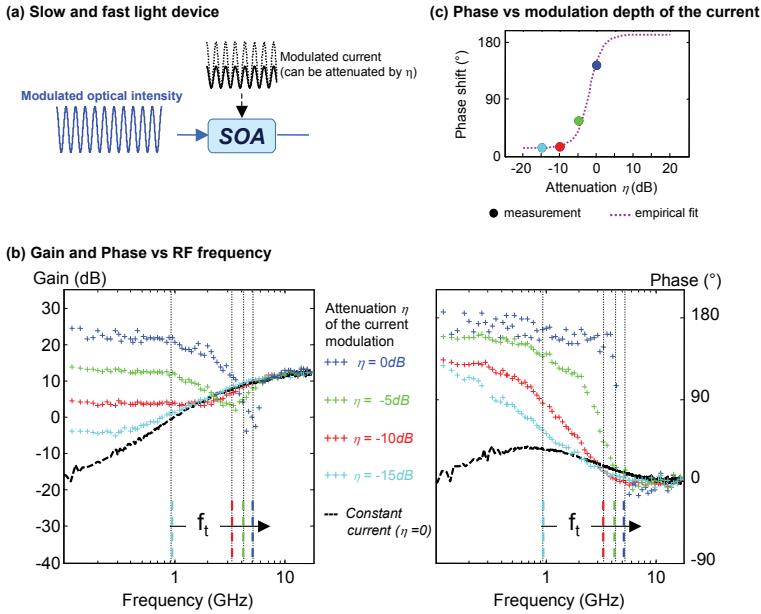 (a) Slow and fast light device
Modulated current
(can be attenuated by η)
Modulated optical intensity
SOA
(c) Phase vs modulation depth of the current
Phase shift (°)
180
90
0
-20 -10 0 10 20
Attenuation η (dB)
measurement
empirical fit
(b) Gain and Phase vs RF frequency
Gain (dB)
30
20
10
0
-10
-20
-30
-40
ft
1 10
Frequency (GHz)
Attenuation η
of the current
modulation
+++ η = 0dB
+++ η = -5dB
+++ η = -10dB
+++ η = -15dB
--- Constant
current (η =0)
Phase (°)
180
90
0
-90
ft
1 10
Frequency (GHz)